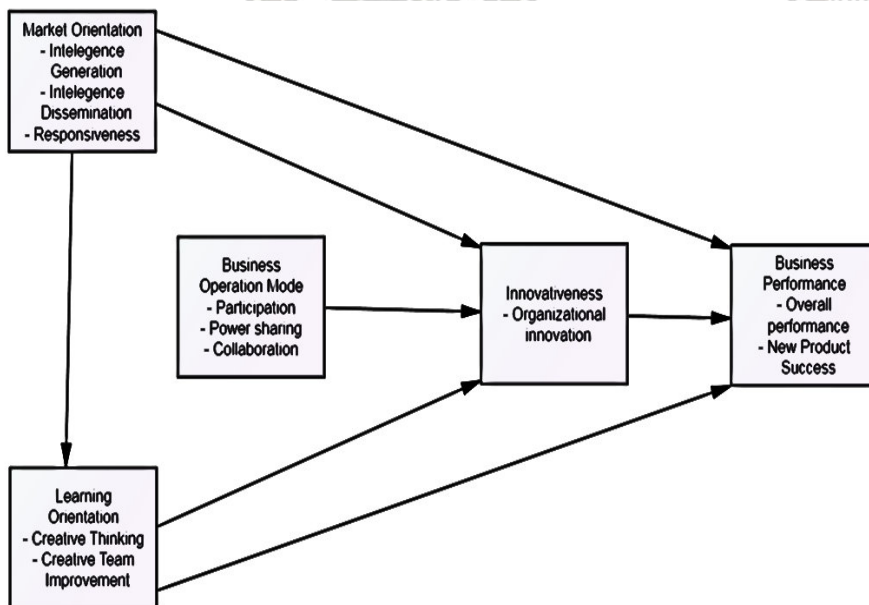 Market Orientation
- Intelegence
Generation
- Intelegence
Dissemination
- Responsiveness
Business
Operation Mode
- Participation
- Power sharing
- Collaboration
Innovativeness
- Organizational
innovation
Business
Performance
- Overall
performance
- New Product
Success
Learning
Orientation
- Creative Thinking
- Creative Team
Improvement